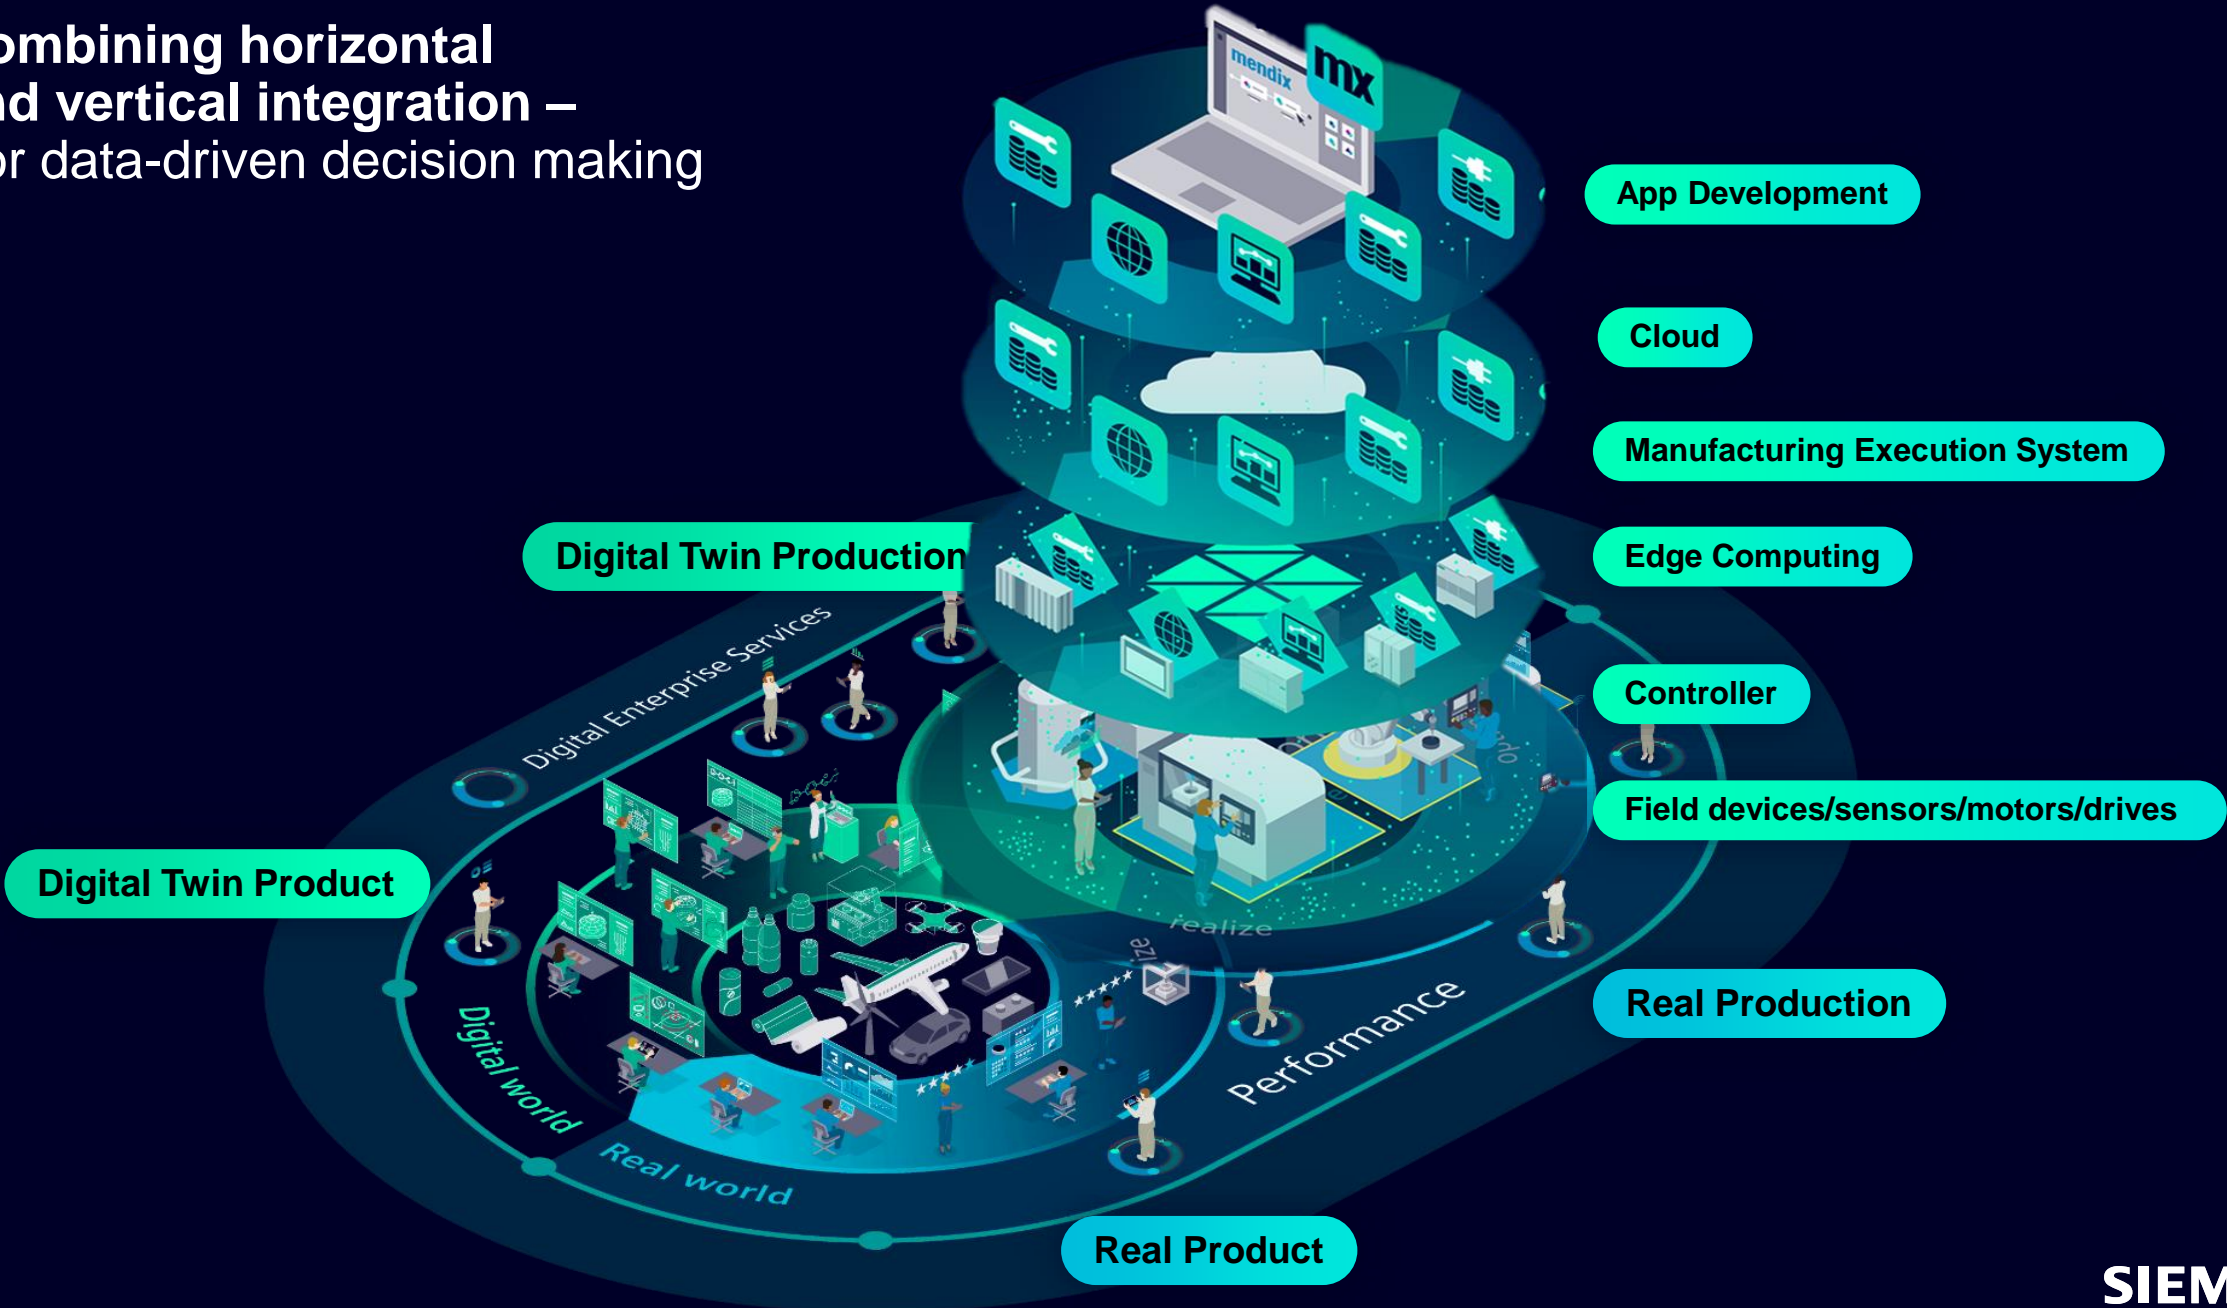 ombining horizontal
nd vertical integration –
or data-driven decision making
mendix
mx
App Development
Cloud
Manufacturing Execution System
Digital Twin Production
Edge Computing
Digital Enterprise Services
Controller
Field devices/sensors/motors/drives
Digital Twin Product
realize
Real Production
Performance
Digital world
Real world
Real Product
SIEM